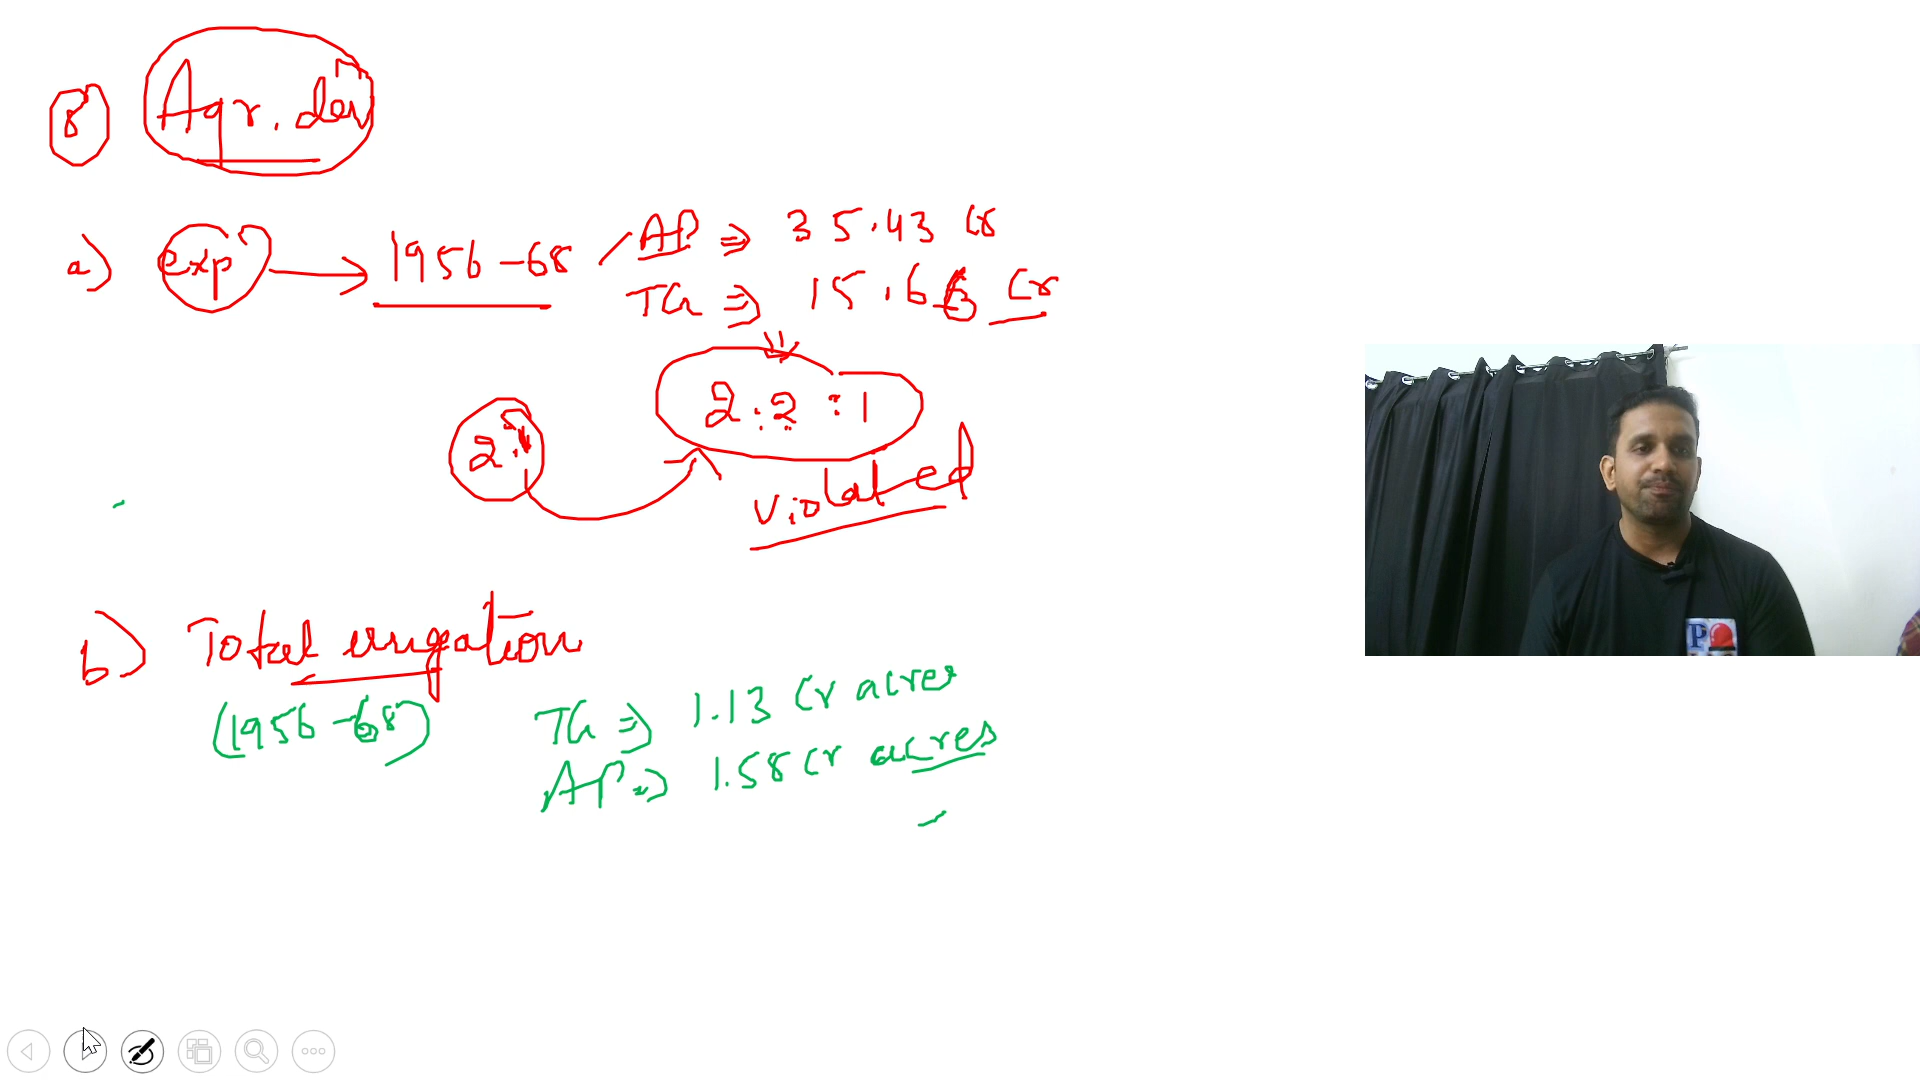 8 Agr. dev
a) exp → 1956-68 AP ⇒ 35.43 Cr
TG ⇒ 15.6 Cr
2.2 : 1
2:
violated
b) Total irrigation
(1956-68) TG ⇒ 1.13 Cr acres
AP ⇒ 1.58 Cr acres
P